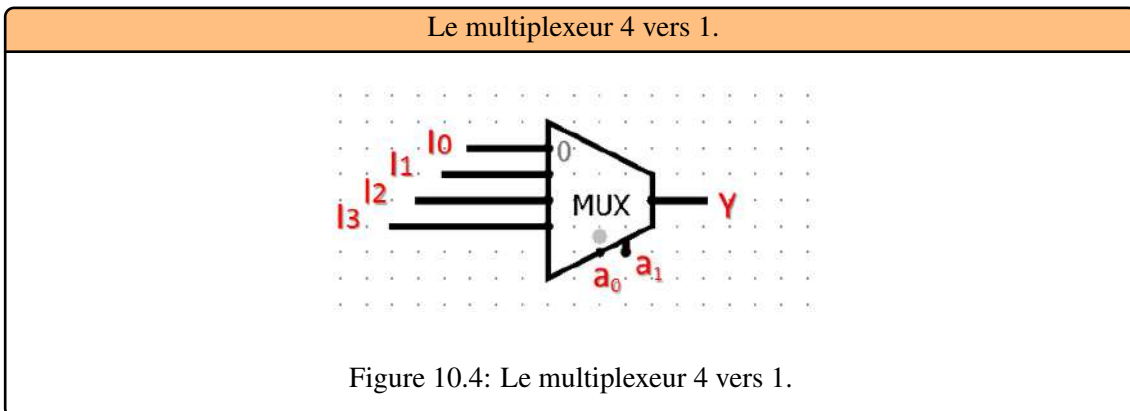 Le multiplexeur 4 vers 1.
I0
0
I1
I2
MUX
Y
I3
a0
a1
Figure 10.4: Le multiplexeur 4 vers 1.